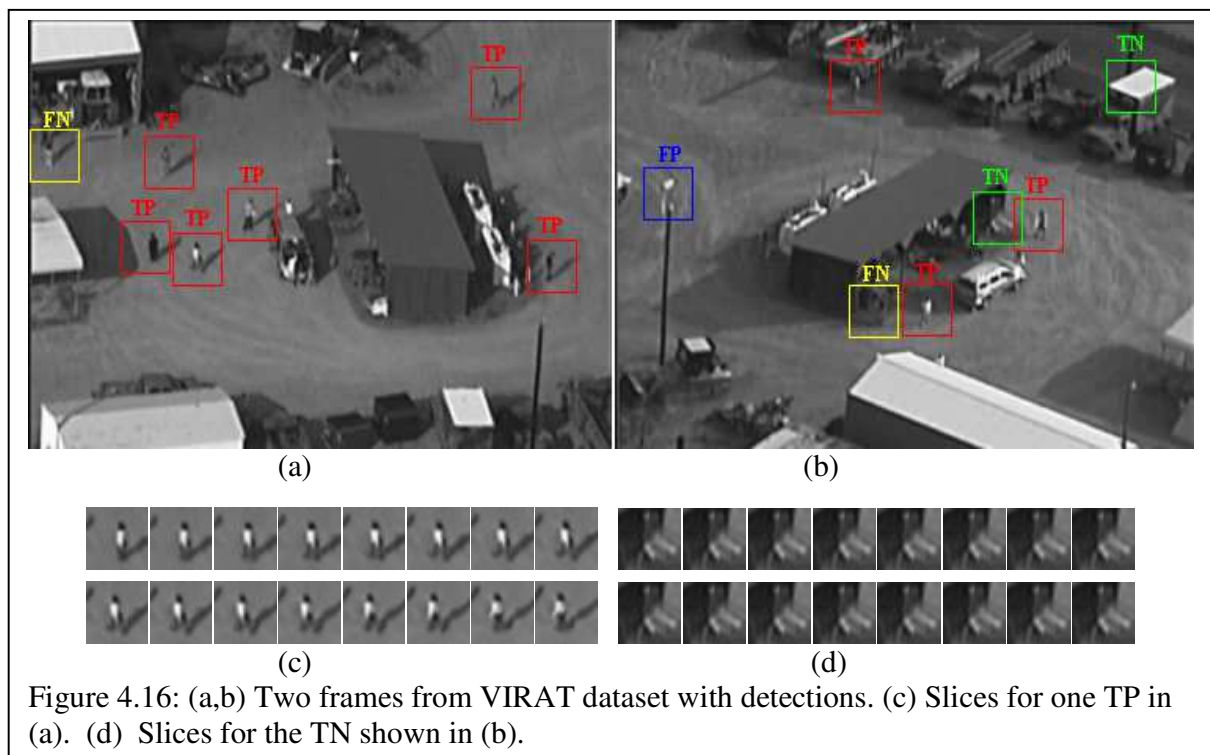 TP
FN
TP
TP
TP
TP
TP
TP
TN
FP
TN
TP
FN
TP
(a)
(b)
(c)
(d)
Figure 4.16: (a,b) Two frames from VIRAT dataset with detections. (c) Slices for one TP in
(a). (d) Slices for the TN shown in (b).